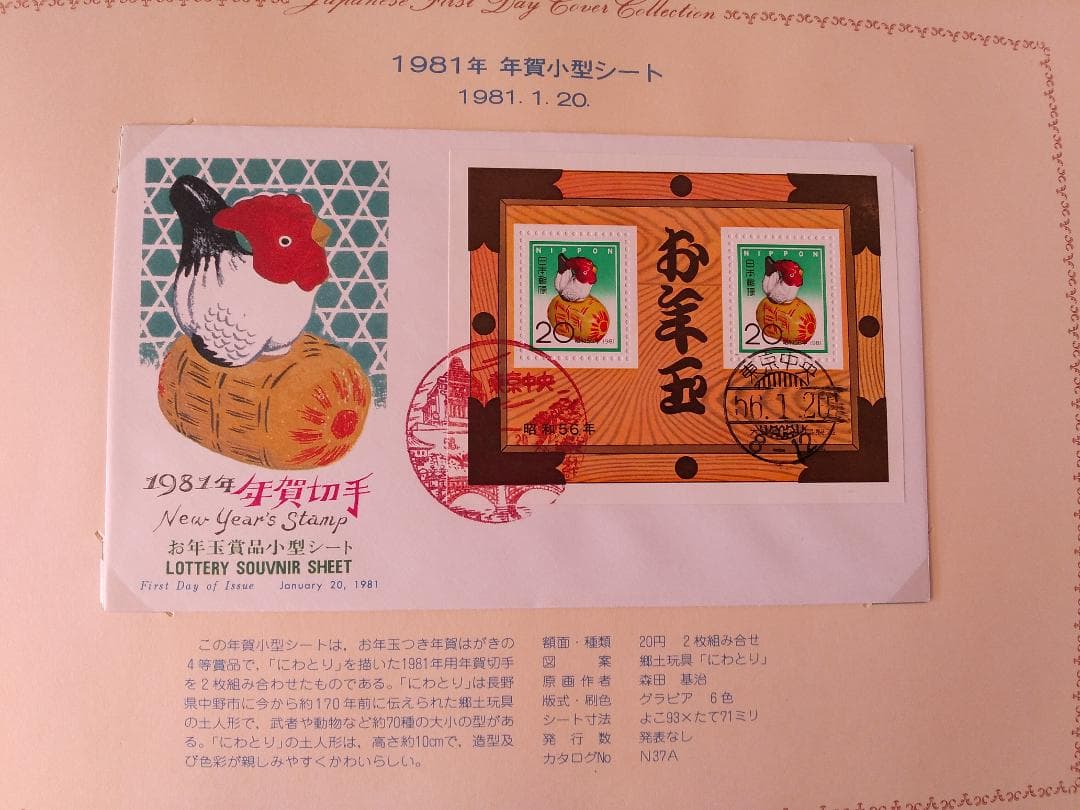 Japanese First Day Cover Collection
1981年 年賀小型シート
1981.1.20.
NIPPON
日本郵便
20
昭和56年 1981
お年玉
NIPPON
日本郵便
20
1981
東京中央
昭和56年
東京中央
56.1.20
8-12
1981年 年賀切手
New Year's Stamp
お年玉賞品小型シート
LOTTERY SOUVNIR SHEET
First Day of Issue January 20, 1981
この年賀小型シートは、お年玉つき年賀はがきの
4等賞品で、「にわとり」を描いた1981年用年賀切手
を2枚組み合わせたものである。「にわとり」は長野
県中野市に今から約170年前に伝えられた郷土玩具
の土人形で、武者や動物など約70種の大小の型があ
る。「にわとり」の土人形は、高さ約10cmで、造型及
び色彩が親しみやすくかわいらしい。
額面・種類 20円 2枚組み合せ
図案 郷土玩具「にわとり」
原画作者 森田 基治
版式・刷色 グラビア 6色
シート寸法 よこ93×たて71ミリ
発行数 発表なし
カタログNo N37A